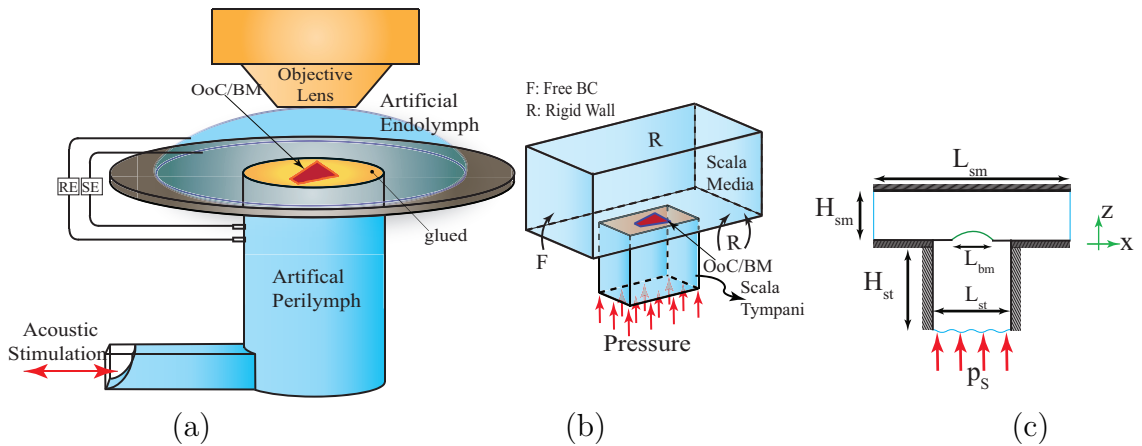 Objective
Lens
OoC/BM
Artificial
Endolymph
RE
SE
glued
Artifical
Perilymph
Acoustic
Stimulation
(a)
F: Free BC
R: Rigid Wall
R
Scala
Media
F
R
OoC/BM
Scala
Tympani
Pressure
(b)
L_sm
H_sm
z
x
L_bm
H_st
L_st
p_S
(c)